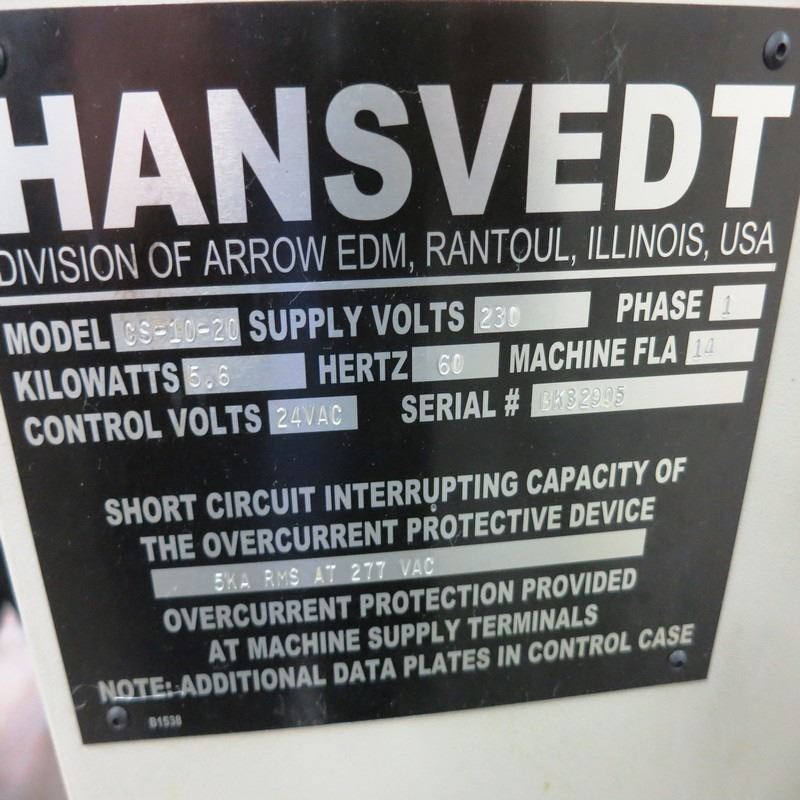 HANSVEDT
DIVISION OF ARROW EDM, RANTOUL, ILLINOIS, USA
MODEL CS-10-20 SUPPLY VOLTS 230 PHASE 1
KILOWATTS 5.6 HERTZ 60 MACHINE FLA 14
CONTROL VOLTS 24VAC SERIAL # BK32905
SHORT CIRCUIT INTERRUPTING CAPACITY OF
THE OVERCURRENT PROTECTIVE DEVICE
5KA RMS AT 277 VAC
OVERCURRENT PROTECTION PROVIDED
AT MACHINE SUPPLY TERMINALS
NOTE: ADDITIONAL DATA PLATES IN CONTROL CASE
B1538